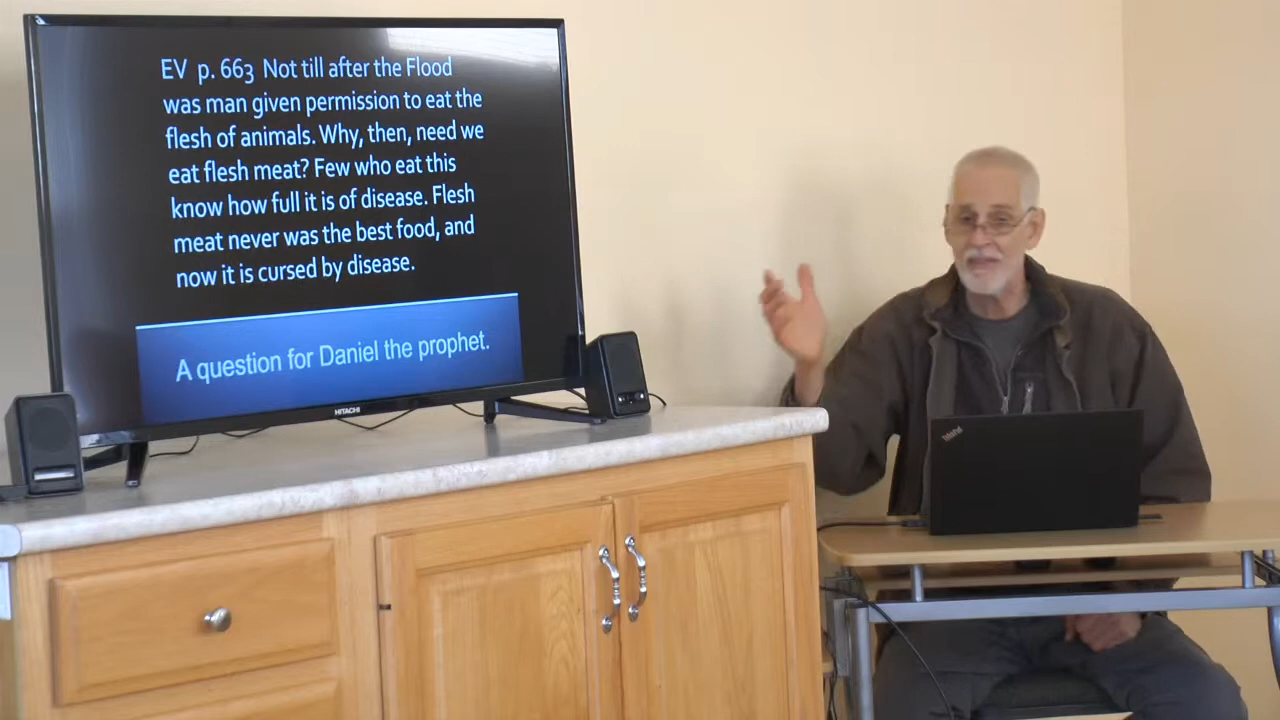 EV p. 663 Not till after the Flood
was man given permission to eat the
flesh of animals. Why, then, need we
eat flesh meat? Few who eat this
know how full it is of disease. Flesh
meat never was the best food, and
now it is cursed by disease.
A question for Daniel the prophet.
HITACHI
ThinkPad